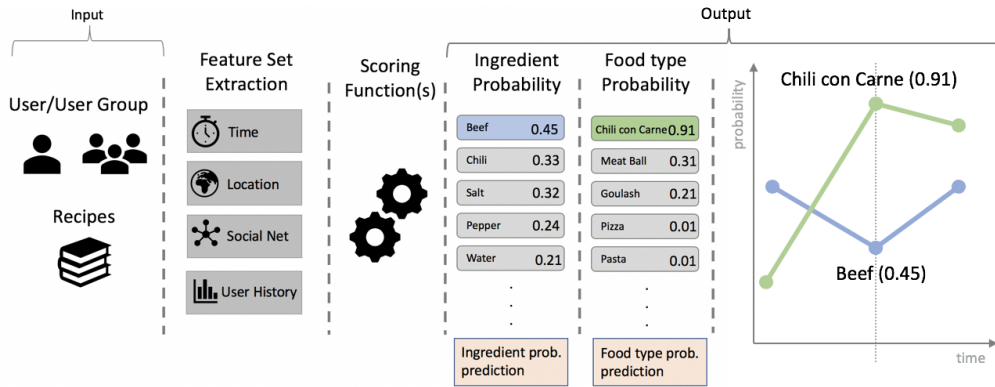 Input
Output
User/User Group
Recipes
Feature Set
Extraction
Time
Location
Social Net
User History
Scoring
Function(s)
Ingredient
Probability
Beef 0.45
Chili 0.33
Salt 0.32
Pepper 0.24
Water 0.21
Ingredient prob.
prediction
Food type
Probability
Chili con Carne 0.91
Meat Ball 0.31
Goulash 0.21
Pizza 0.01
Pasta 0.01
Food type prob.
prediction
probability
Chili con Carne (0.91)
Beef (0.45)
time